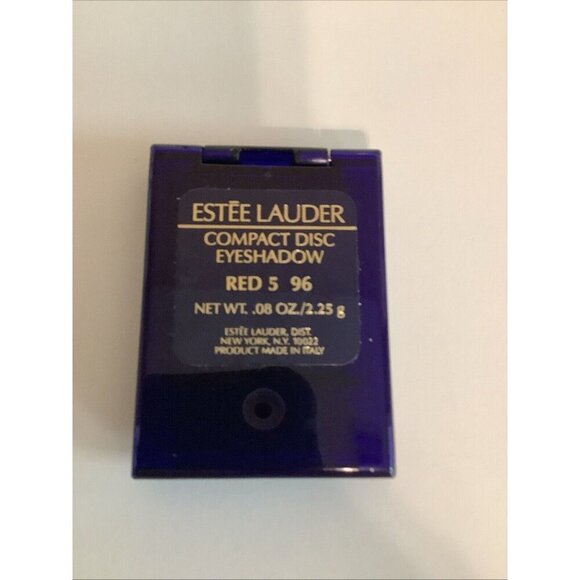 ESTĒE LAUDER
COMPACT DISC
EYESHADOW
RED 5 96
NET WT. .08 OZ./2.25 g
ESTĒE LAUDER, DIST.
NEW YORK, N.Y. 10022
PRODUCT MADE IN ITALY